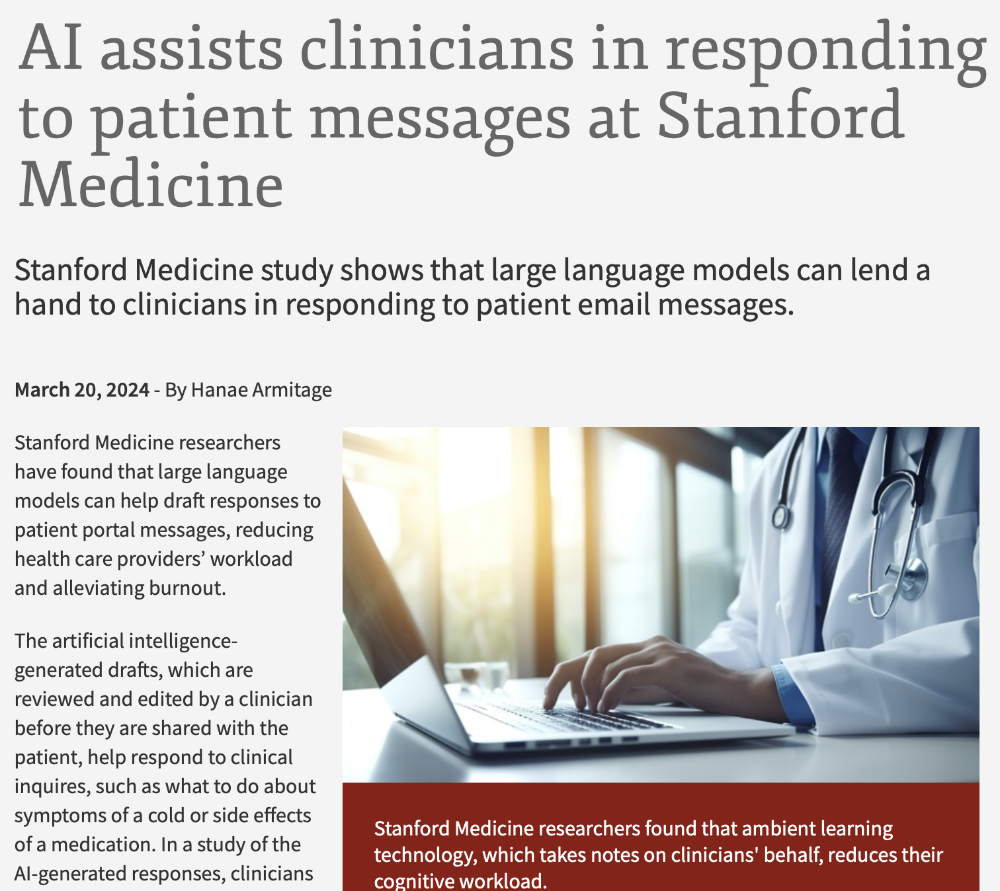 AI assists clinicians in responding
to patient messages at Stanford
Medicine
Stanford Medicine study shows that large language models can lend a
hand to clinicians in responding to patient email messages.
March 20, 2024 - By Hanae Armitage
Stanford Medicine researchers
have found that large language
models can help draft responses to
patient portal messages, reducing
health care providers’ workload
and alleviating burnout.
The artificial intelligence-
generated drafts, which are
reviewed and edited by a clinician
before they are shared with the
patient, help respond to clinical
inquires, such as what to do about
symptoms of a cold or side effects
of a medication. In a study of the
AI-generated responses, clinicians
Stanford Medicine researchers found that ambient learning
technology, which takes notes on clinicians' behalf, reduces their
cognitive workload.